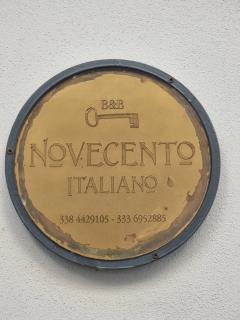 B&B
NOVECENTO
ITALIANO
338 4429105 - 333 6952885